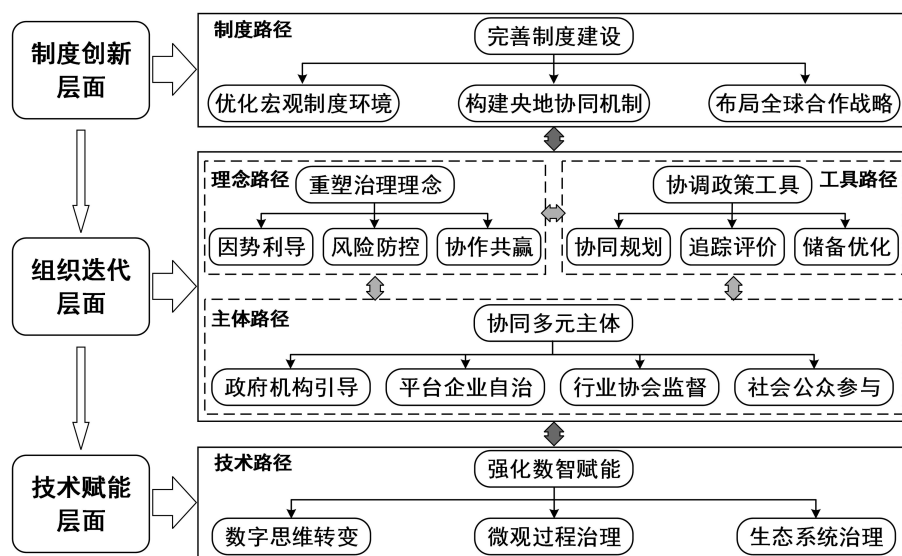 制度创新
层面
制度路径
完善制度建设
优化宏观制度环境
构建央地协同机制
布局全球合作战略
组织迭代
层面
理念路径
重塑治理理念
因势利导
风险防控
协作共赢
协调政策工具
工具路径
协同规划
追踪评价
储备优化
主体路径
协同多元主体
政府机构引导
平台企业自治
行业协会监督
社会公众参与
技术赋能
层面
技术路径
强化数智赋能
数字思维转变
微观过程治理
生态系统治理